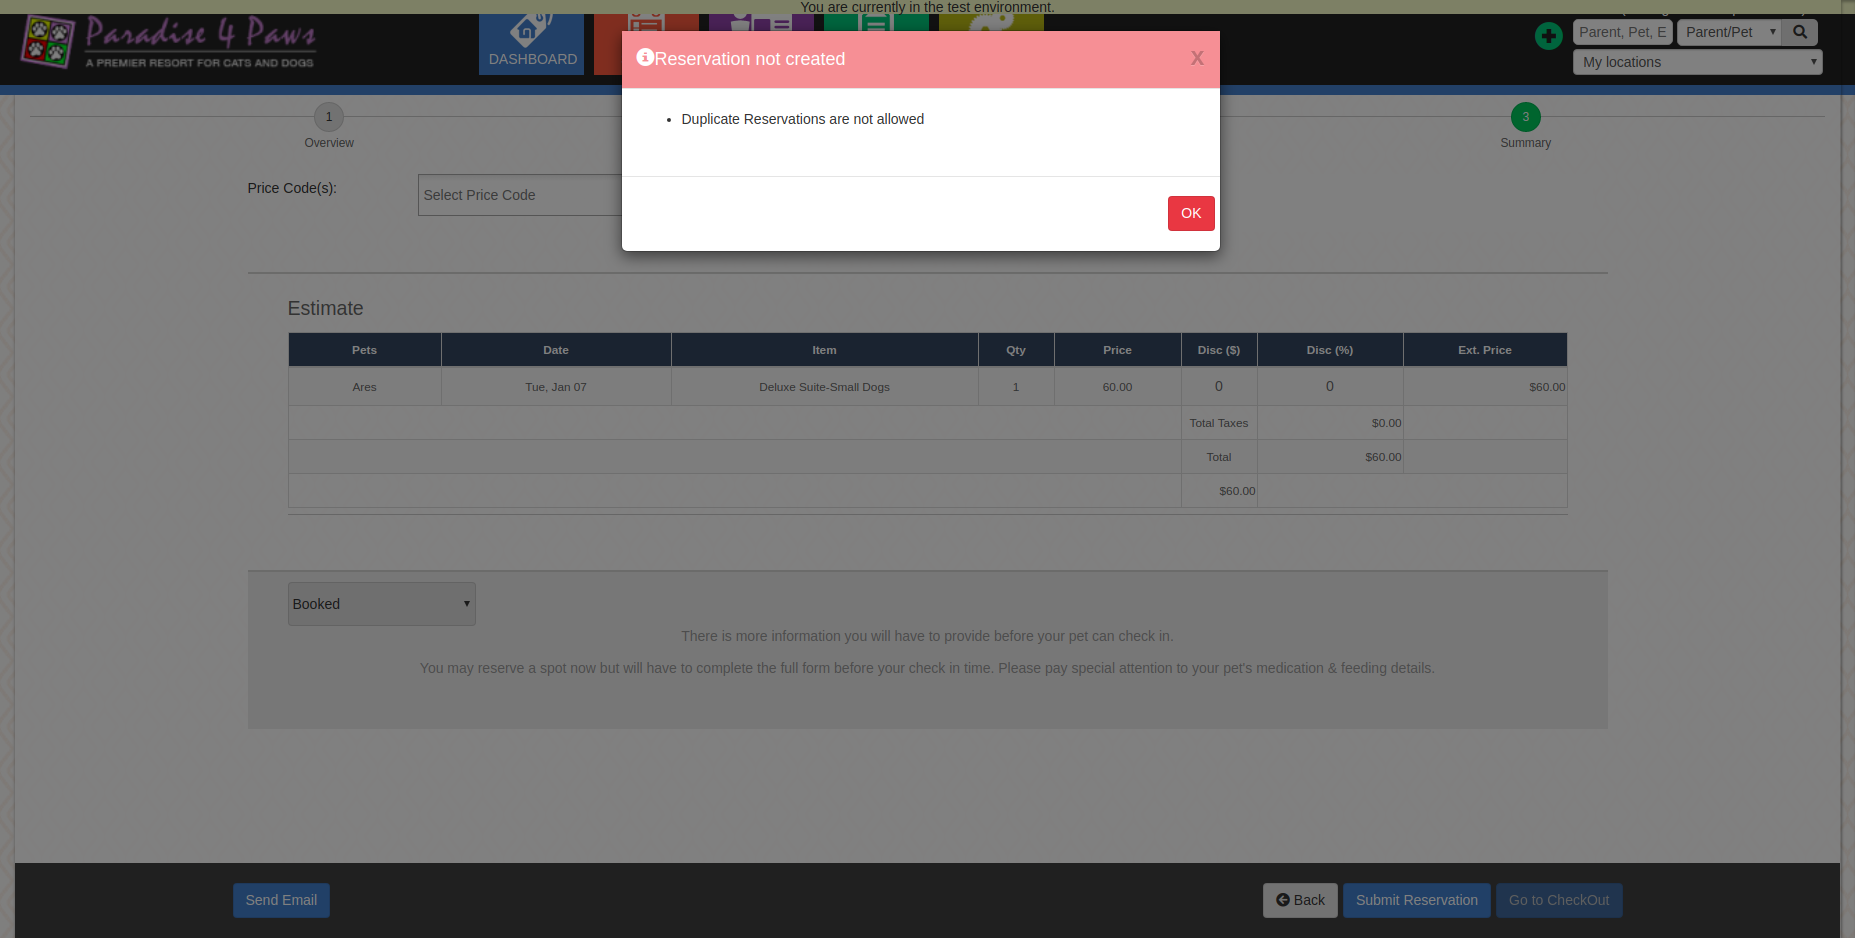 You are currently in the test environment.
Paradise 4 Paws
A PREMIER RESORT FOR CATS AND DOGS
DASHBOARD
Parent, Pet, E
Parent/Pet
My locations
Reservation not created
X
Duplicate Reservations are not allowed
OK
1
Overview
3
Summary
Price Code(s):
Select Price Code
Estimate
Pets Date Item Qty Price Disc ($) Disc (%) Ext. Price
Ares Tue, Jan 07 Deluxe Suite-Small Dogs 1 60.00 0 0 $60.00
Total Taxes $0.00
Total $60.00
$60.00
Booked
There is more information you will have to provide before your pet can check in.
You may reserve a spot now but will have to complete the full form before your check in time. Please pay special attention to your pet's medication & feeding details.
Send Email
Back
Submit Reservation
Go to CheckOut